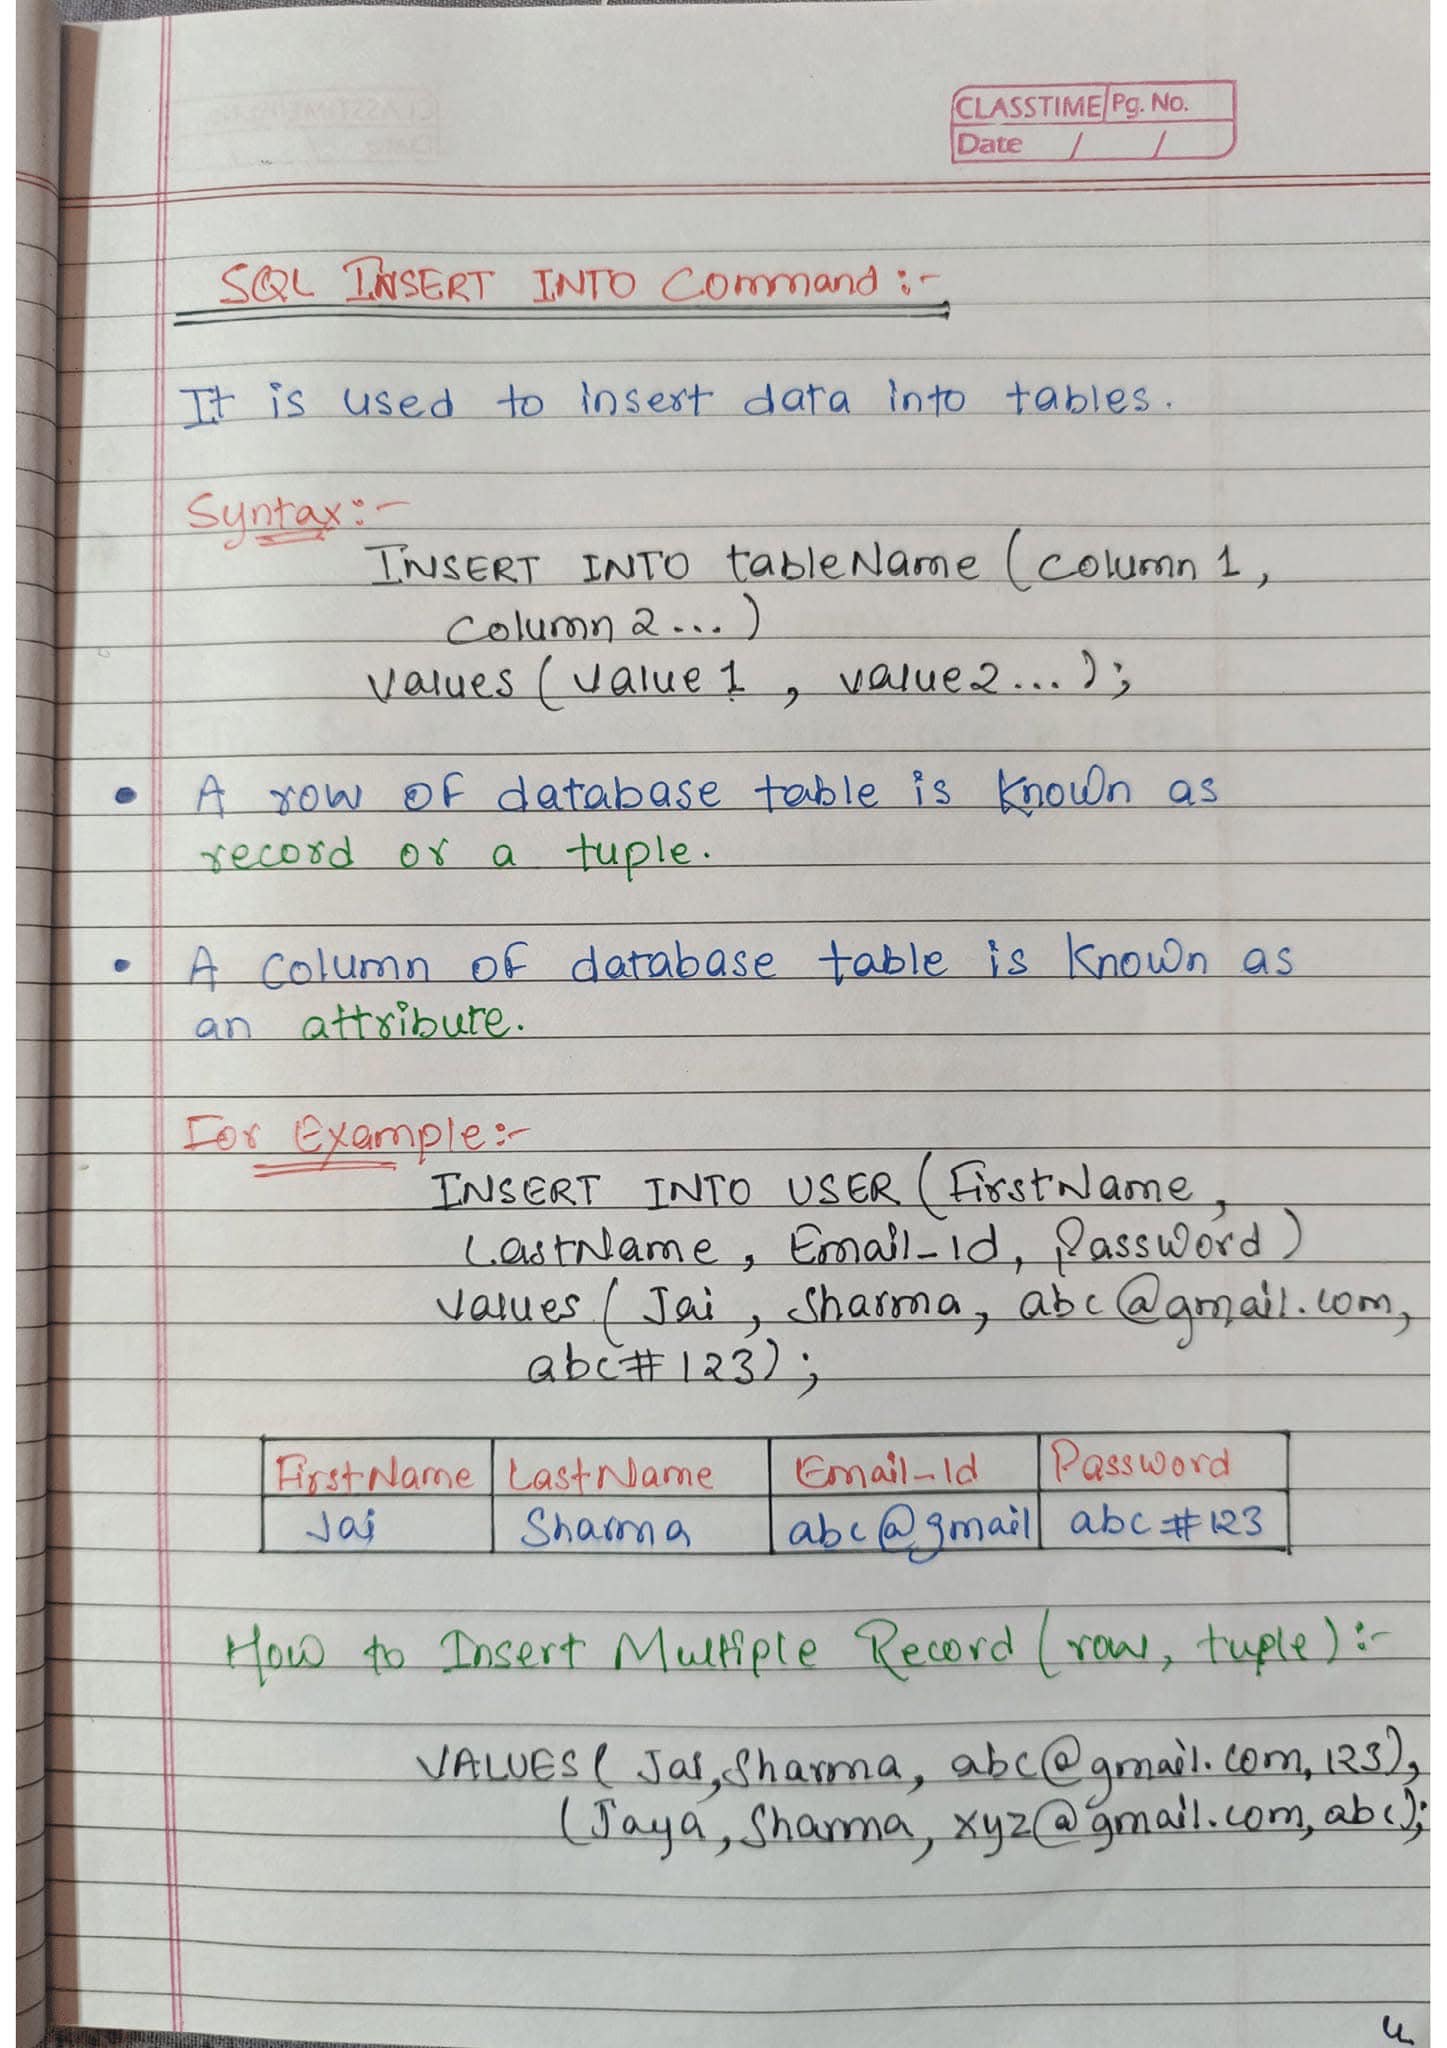 CLASSTIME Pg. No.
Date / /
SQL INSERT INTO Command :-
It is used to insert data into tables.
Syntax :-
INSERT INTO tableName (column 1,
column 2...)
values (value 1 , value2...);
• A row of database table is known as
record or a tuple.
• A column of database table is known as
an attribute.
For Example :-
INSERT INTO USER (FirstName,
LastName, Email-Id, Password)
values (Jai, Sharma, abc@gmail.com,
abc#123);
FirstName LastName Email-Id Password
Jai Sharma abc@gmail abc#123
How to Insert Multiple Record (row, tuple) :-
VALUES( Jai, Sharma, abc@gmail.com, 123),
(Jaya, Sharma, xyz@gmail.com, abc);